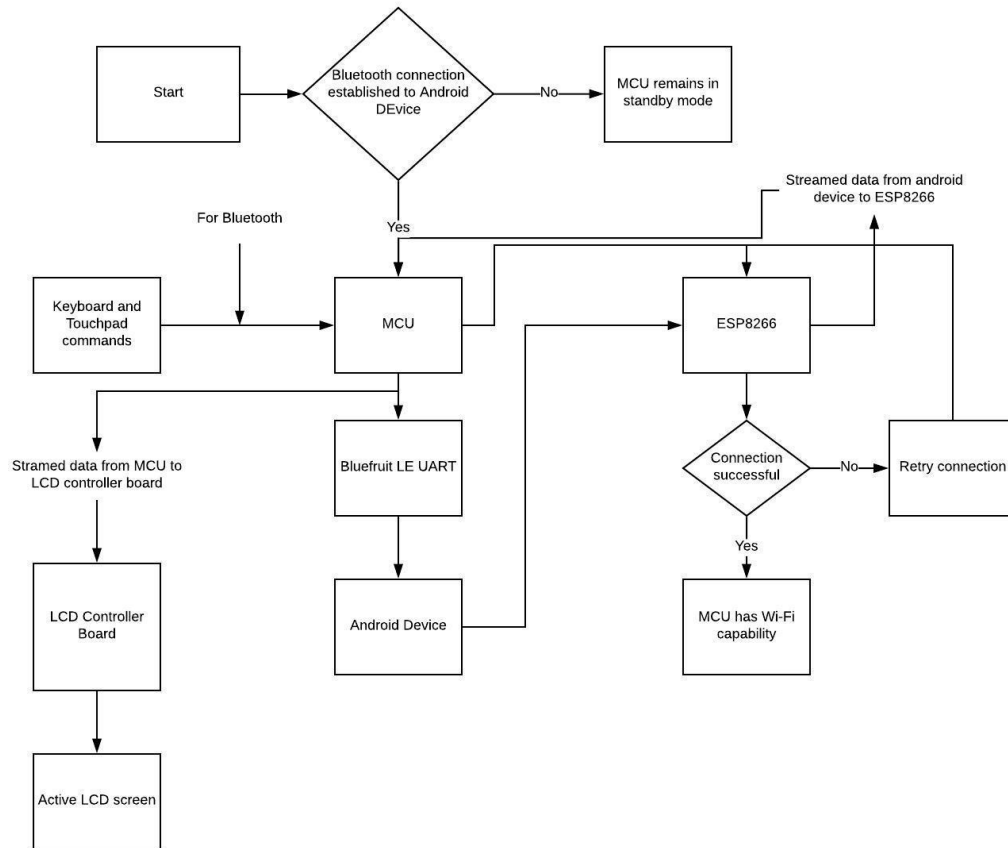 Start
Bluetooth connection
established to Android
DEvice
No
MCU remains in
standby mode
Streamed data from android
device to ESP8266
For Bluetooth
Yes
Keyboard and
Touchpad
commands
MCU
ESP8266
Stramed data from MCU to
LCD controller board
Bluefruit LE UART
Connection
successful
No
Retry connection
Yes
LCD Controller
Board
Android Device
MCU has Wi-Fi
capability
Active LCD screen